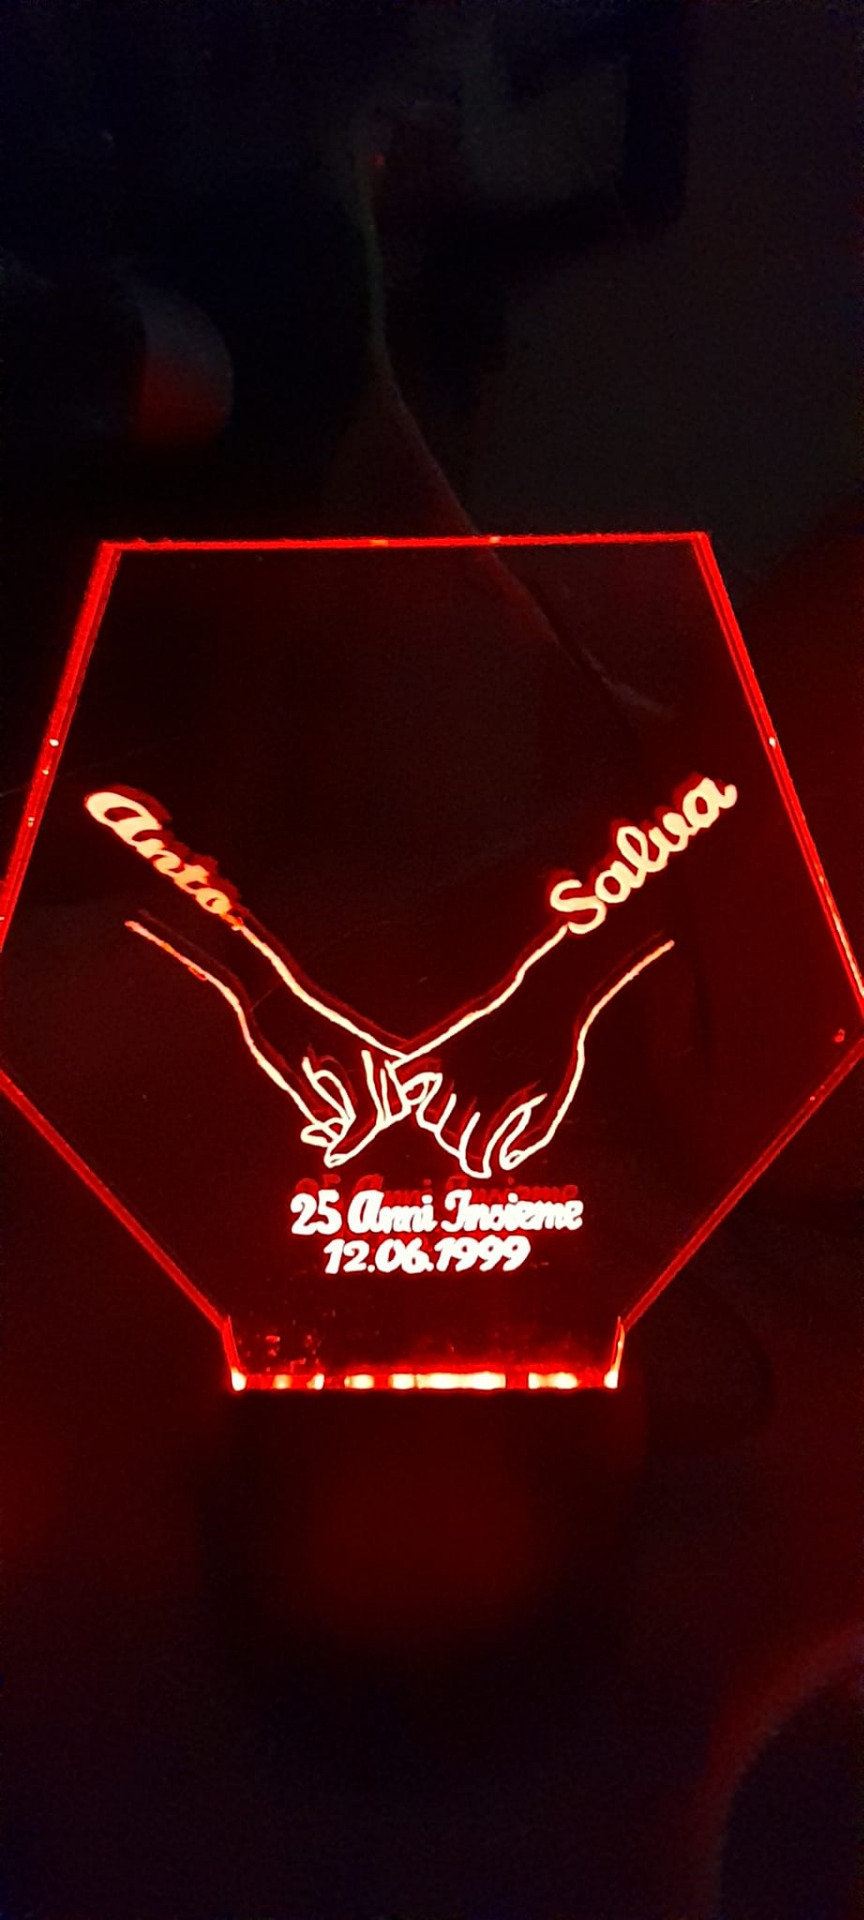 Anto
Salva
25 Anni Insieme
12.06.1999